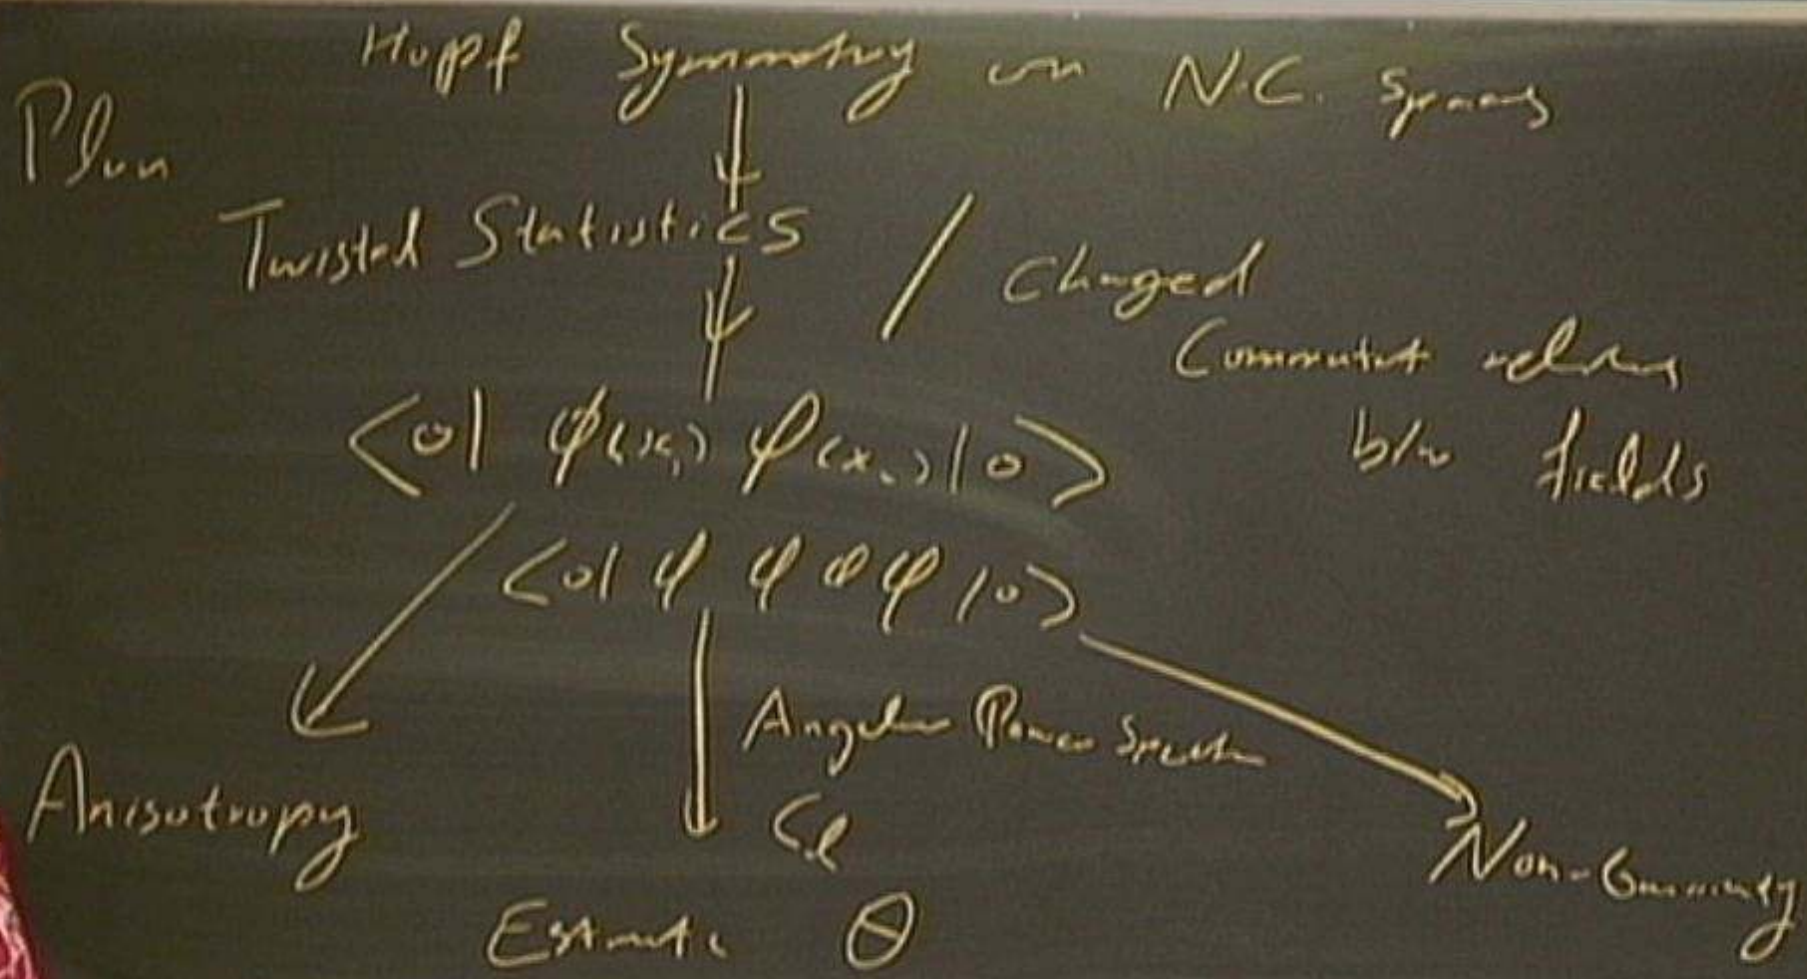 Hopf Symmetry on N.C. Spaces
Plan
Twisted Statistics / Changed
Commutat relations
b/w fields
<0| φ(x₁) φ(x₂) |0>
<0| φ φ φ φ |0>
Angular Power Spectrum
Anisotropy
Cℓ
Non-Gaussianity
Estimate θ